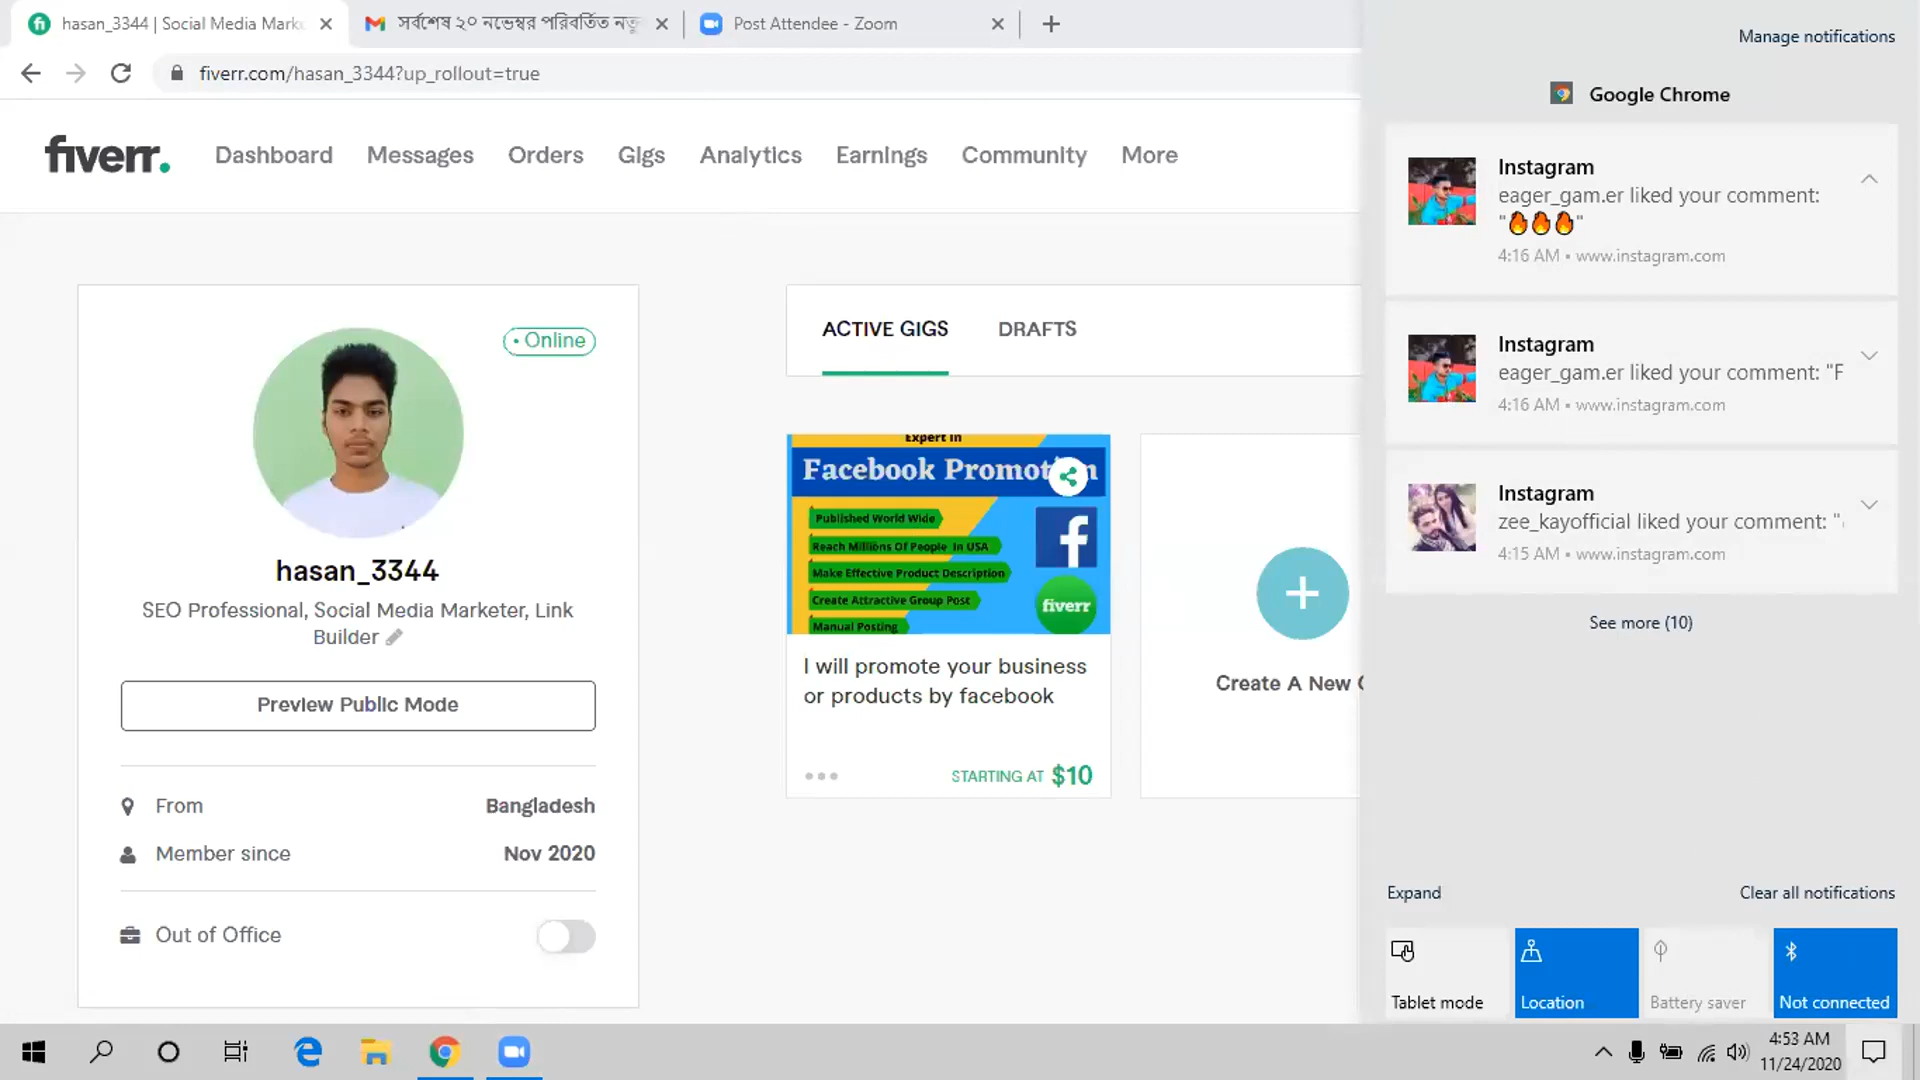 hasan_3344 | Social Media Mark
সর্বশেষ ২০ নভেম্বর পরিবর্তিত
Post Attendee - Zoom
fiverr.com/hasan_3344?up_rollout=true
fiverr.
Dashboard
Messages
Orders
Gigs
Analytics
Earnings
Community
More
• Online
hasan_3344
SEO Professional, Social Media Marketer, Link
Builder
Preview Public Mode
From
Bangladesh
Member since
Nov 2020
Out of Office
ACTIVE GIGS
DRAFTS
Expert In
Facebook Promot
Published World Wide
Reach Millions Of People In USA
Make Effective Product Description
Create Attractive Group Post
Manual Posting
fiverr
I will promote your business
or products by facebook
STARTING AT $10
Create A New
Manage notifications
Google Chrome
Instagram
eager_gam.er liked your comment:
"🔥🔥🔥"
4:16 AM • www.instagram.com
Instagram
eager_gam.er liked your comment: "F
4:16 AM • www.instagram.com
Instagram
zee_kayofficial liked your comment: "
4:15 AM • www.instagram.com
See more (10)
Expand
Clear all notifications
Tablet mode
Location
Battery saver
Not connected
4:53 AM
11/24/2020